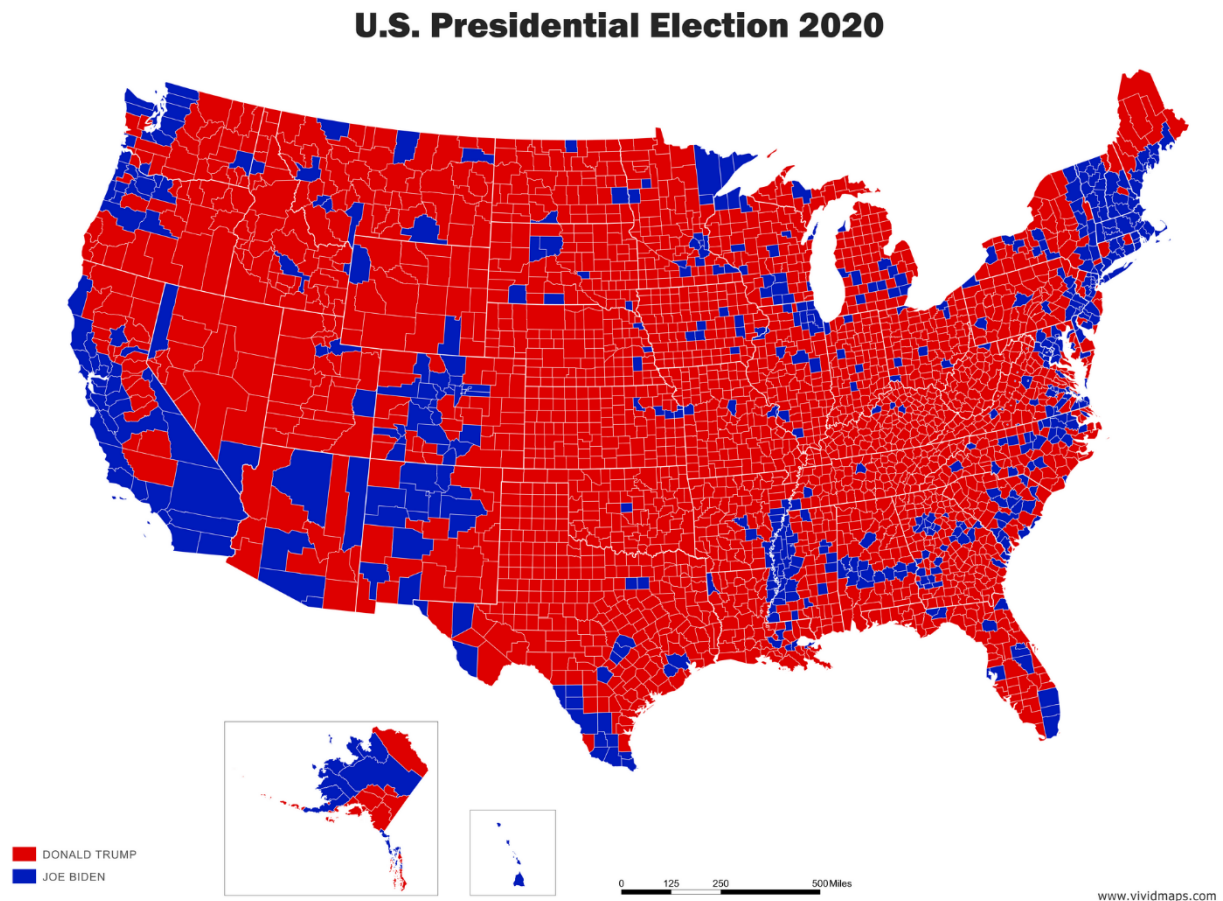 U.S. Presidential Election 2020
DONALD TRUMP
JOE BIDEN
0 125 250 500 Miles
www.vividmaps.com